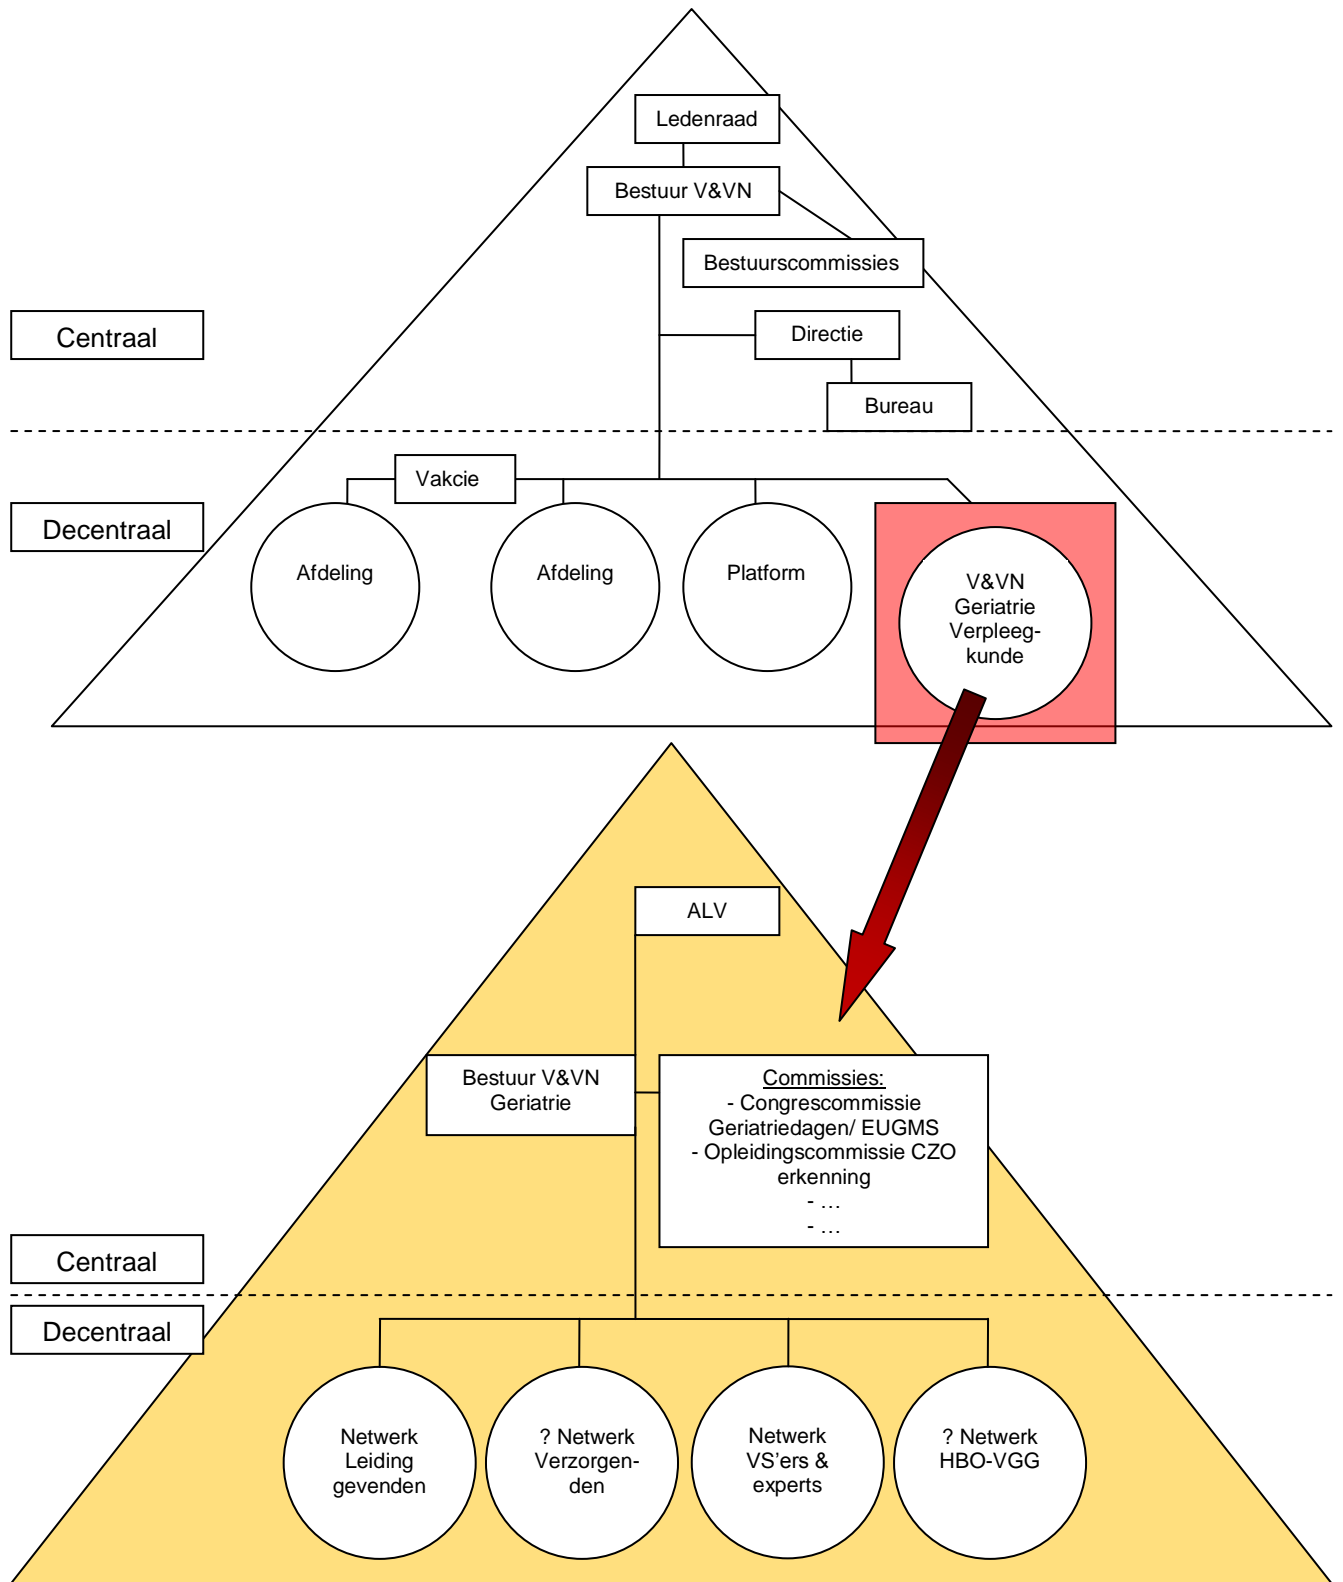 Ledenraad
Bestuur V&VN
Bestuurscommissies
Centraal
Directie
Bureau
Vakcie
Decentraal
Afdeling
Afdeling
Platform
V&VN
Geriatrie
Verpleeg-
kunde
ALV
Bestuur V&VN
Geriatrie
Commissies:
- Congrescommissie
Geriatriedagen/ EUGMS
- Opleidingscommissie CZO
erkenning
- …
- …
Centraal
Decentraal
Netwerk
Leiding
gevenden
? Netwerk
Verzorgen-
den
Netwerk
VS’ers &
experts
? Netwerk
HBO-VGG